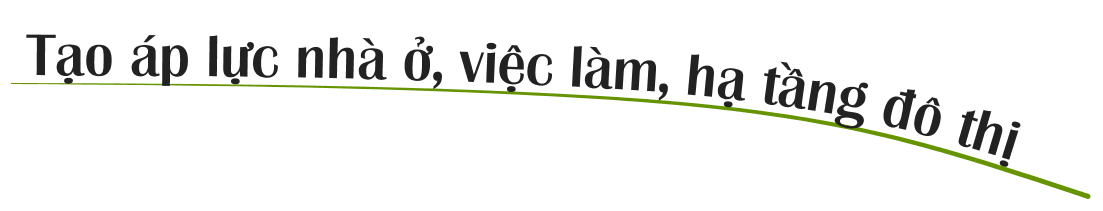 Tạo áp lực nhà ở, việc làm, hạ tầng đô thị